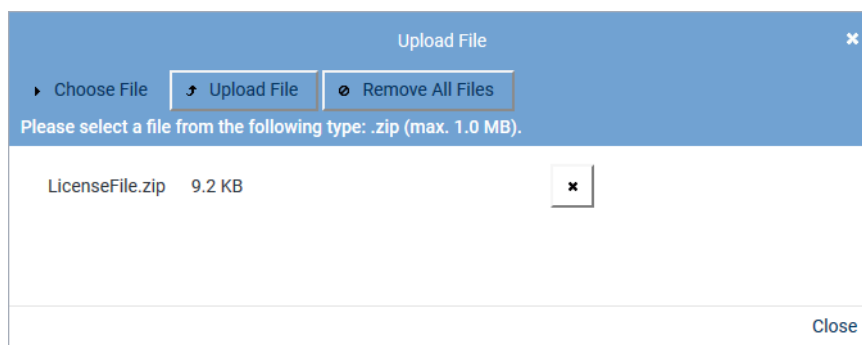 Upload File
Choose File Upload File Remove All Files
Please select a file from the following type: .zip (max. 1.0 MB).
LicenseFile.zip 9.2 KB
Close